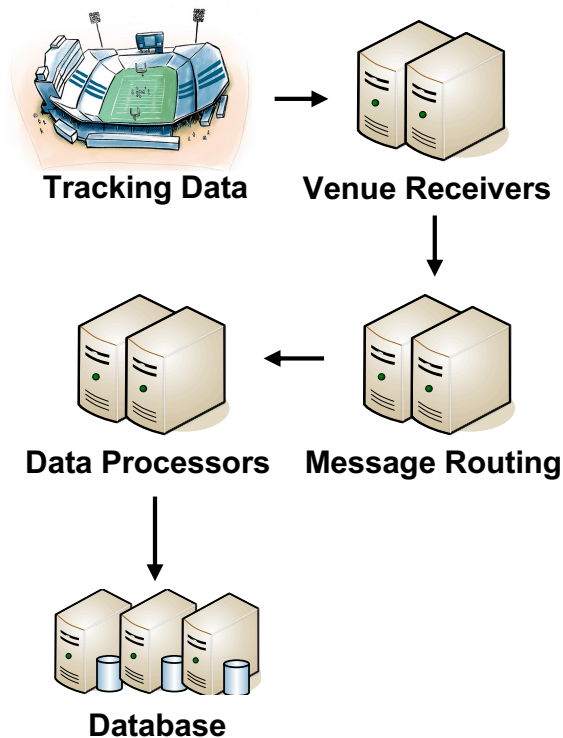 Tracking Data
Venue Receivers
Data Processors
Message Routing
Database